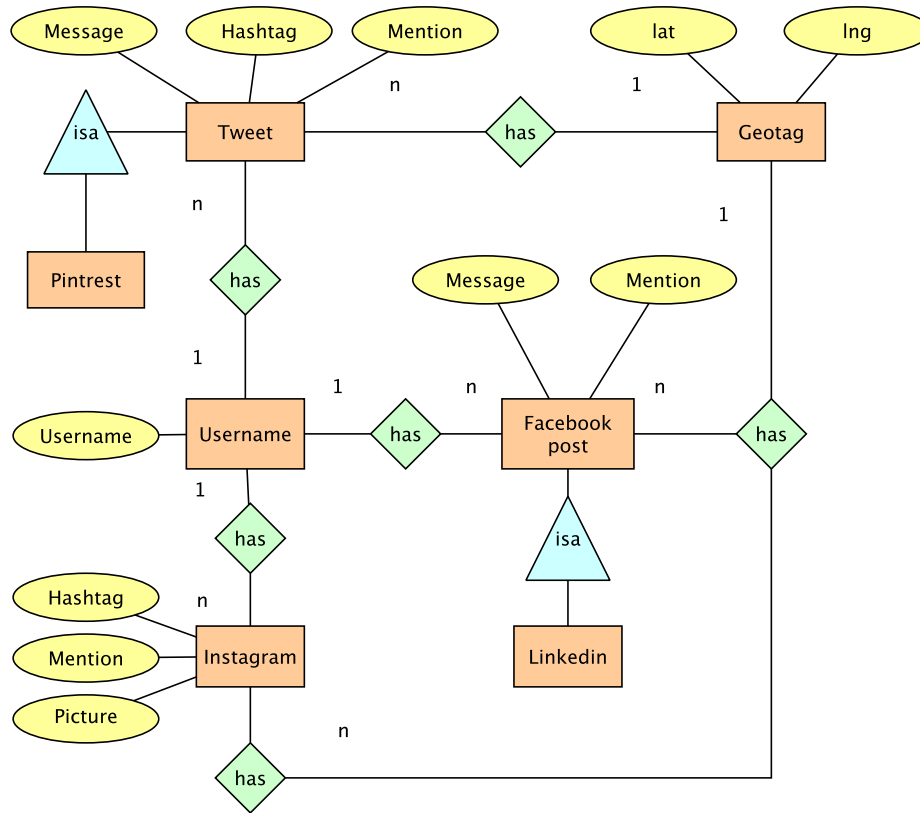 Message
Hashtag
Mention
lat
lng
n
1
isa
Tweet
has
Geotag
n
1
Pintrest
has
Message
Mention
1
1
n
n
Username
Username
has
Facebook
post
has
1
has
isa
Hashtag
n
Mention
Instagram
Linkedin
Picture
n
has